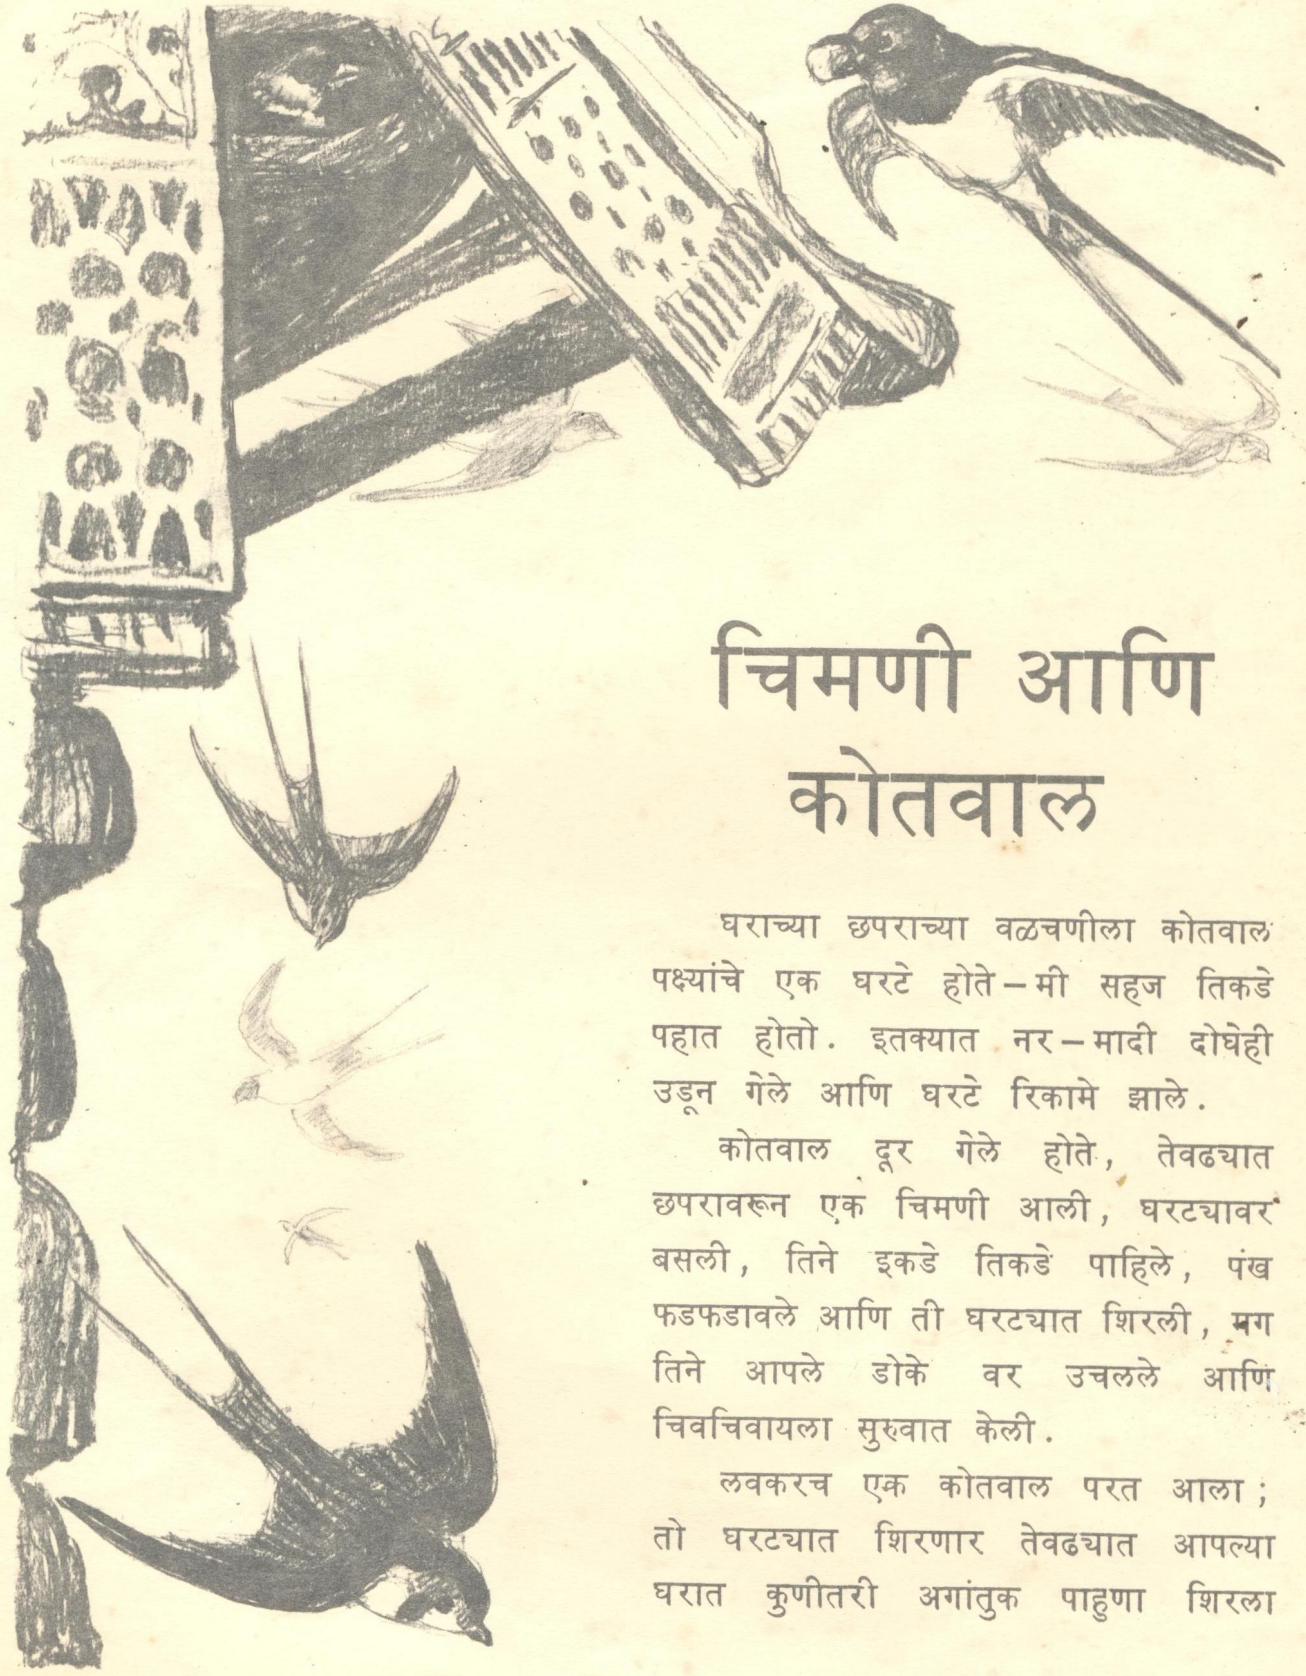 चिमणी आणि
कोतवाल
घराच्या छपराच्या वळचणीला कोतवाल
पक्ष्यांचे एक घरटे होते – मी सहज तिकडे
पहात होतो. इतक्यात नर – मादी दोघेही
उडून गेले आणि घरटे रिकामे झाले.
कोतवाल दूर गेले होते, तेवढ्यात
छपरावरून एक चिमणी आली, घरट्यावर
बसली, तिने इकडे तिकडे पाहिले, पंख
फडफडावले आणि ती घरट्यात शिरली, मग
तिने आपले डोके वर उचलले आणि
चिवचिवायला सुरुवात केली.
लवकरच एक कोतवाल परत आला ;
तो घरट्यात शिरणार तेवढ्यात आपल्या
घरात कुणीतरी अगांतुक पाहुणा शिरला